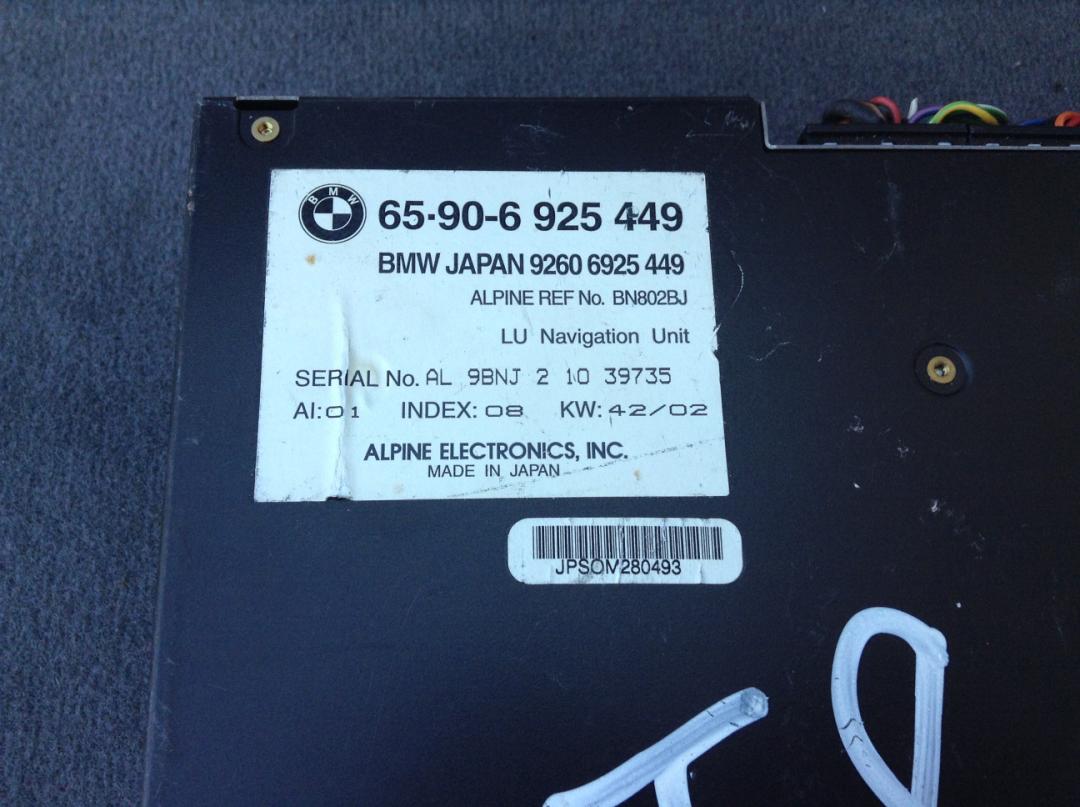 BMW
65-90-6 925 449
BMW JAPAN 9260 6925 449
ALPINE REF No. BN802BJ
LU Navigation Unit
SERIAL No. AL 9BNJ 2 10 39735
AI:01 INDEX:08 KW:42/02
ALPINE ELECTRONICS, INC.
MADE IN JAPAN
JPSOM280493